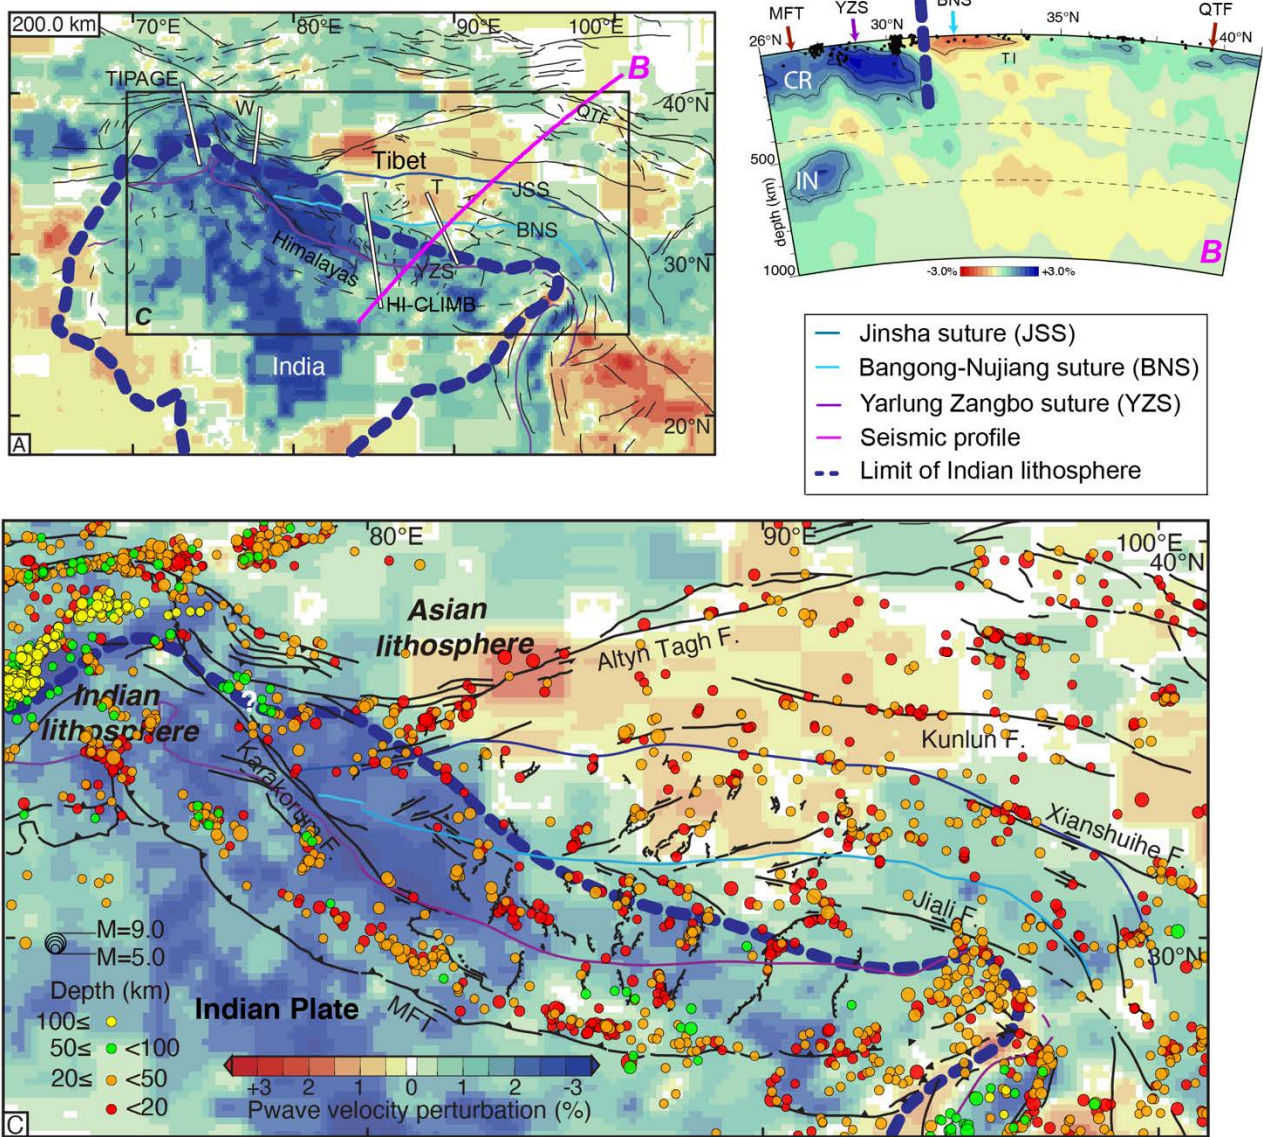 200.0 km
70°E
80°E
90°E
100°E
TIPAGE
W
B
40°N
QTF
Tibet
T
JSS
BNS
Himalayas
YZS
30°N
HI-CLIMB
C
India
20°N
A
MFT
YZS
BNS
QTF
26°N
30°N
35°N
40°N
CR
TI
500
IN
depth (km)
1000
-3.0%
+3.0%
B
Jinsha suture (JSS)
Bangong-Nujiang suture (BNS)
Yarlung Zangbo suture (YZS)
Seismic profile
Limit of Indian lithosphere
80°E
90°E
100°E
40°N
Asian
lithosphere
Altyn Tagh F.
Indian
lithosphere
?
Kunlun F.
Karakorum F.
Xianshuihe F.
Jiali F.
M=9.0
M=5.0
30°N
Depth (km)
Indian Plate
MFT
100≤
50≤ <100
20≤ <50
<20
+3 2 1 0 1 2 -3
Pwave velocity perturbation (%)
C